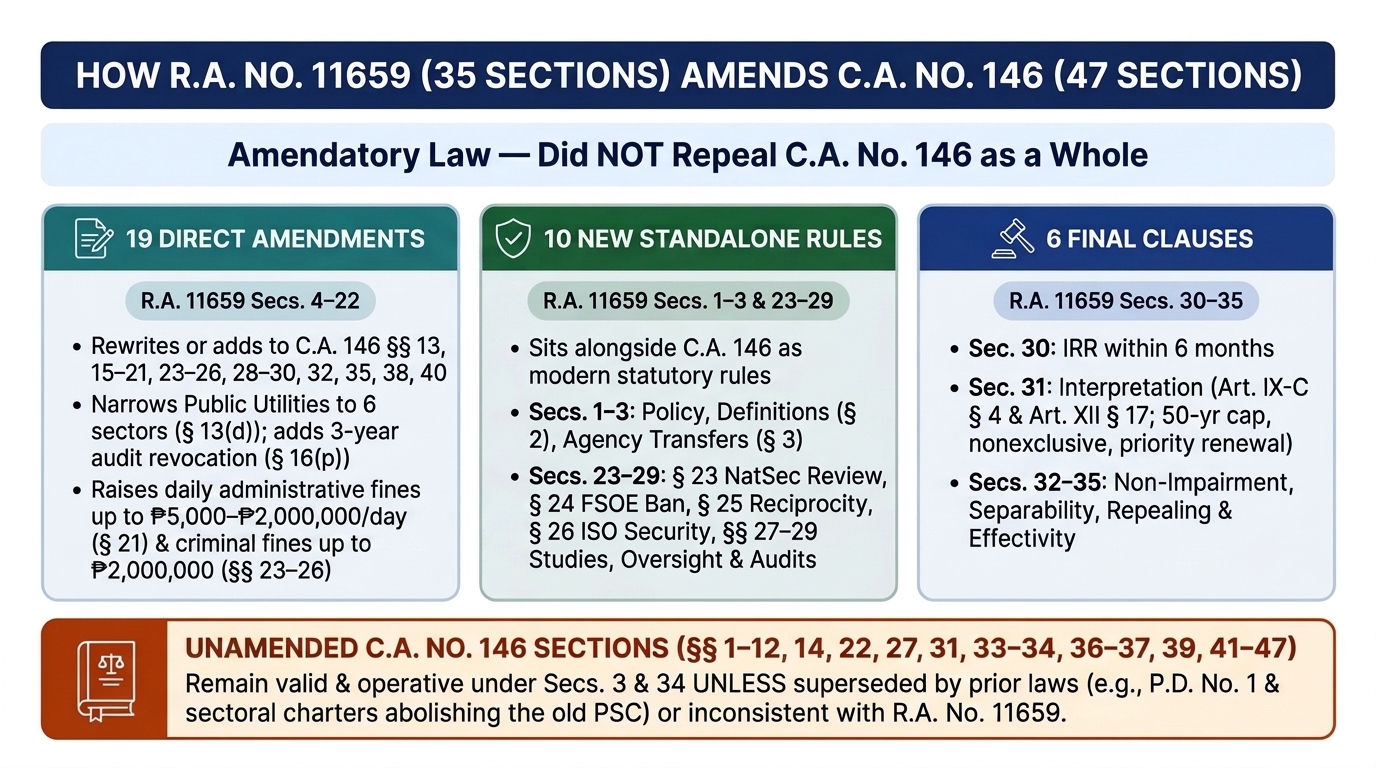 HOW R.A. NO. 11659 (35 SECTIONS) AMENDS C.A. NO. 146 (47 SECTIONS)
Amendatory Law — Did NOT Repeal C.A. No. 146 as a Whole
19 DIRECT AMENDMENTS
R.A. 11659 Secs. 4–22
• Rewrites or adds to C.A. 146 §§ 13,
15–21, 23–26, 28–30, 32, 35, 38, 40
• Narrows Public Utilities to 6
sectors (§ 13(d)); adds 3-year
audit revocation (§ 16(p))
• Raises daily administrative fines
up to ₱5,000–₱2,000,000/day
(§ 21) & criminal fines up to
₱2,000,000 (§§ 23–26)
10 NEW STANDALONE RULES
R.A. 11659 Secs. 1–3 & 23–29
• Sits alongside C.A. 146 as
modern statutory rules
• Secs. 1–3: Policy, Definitions (§
2), Agency Transfers (§ 3)
• Secs. 23–29: § 23 NatSec Review,
§ 24 FSOE Ban, § 25 Reciprocity,
§ 26 ISO Security, §§ 27–29
Studies, Oversight & Audits
6 FINAL CLAUSES
R.A. 11659 Secs. 30–35
• Sec. 30: IRR within 6 months
• Sec. 31: Interpretation (Art. IX-C
§ 4 & Art. XII § 17; 50-yr cap,
nonexclusive, priority renewal)
• Secs. 32–35: Non-Impairment,
Separability, Repealing &
Effectivity
UNAMENDED C.A. NO. 146 SECTIONS (§§ 1–12, 14, 22, 27, 31, 33–34, 36–37, 39, 41–47)
Remain valid & operative under Secs. 3 & 34 UNLESS superseded by prior laws (e.g., P.D. No. 1 &
sectoral charters abolishing the old PSC) or inconsistent with R.A. No. 11659.